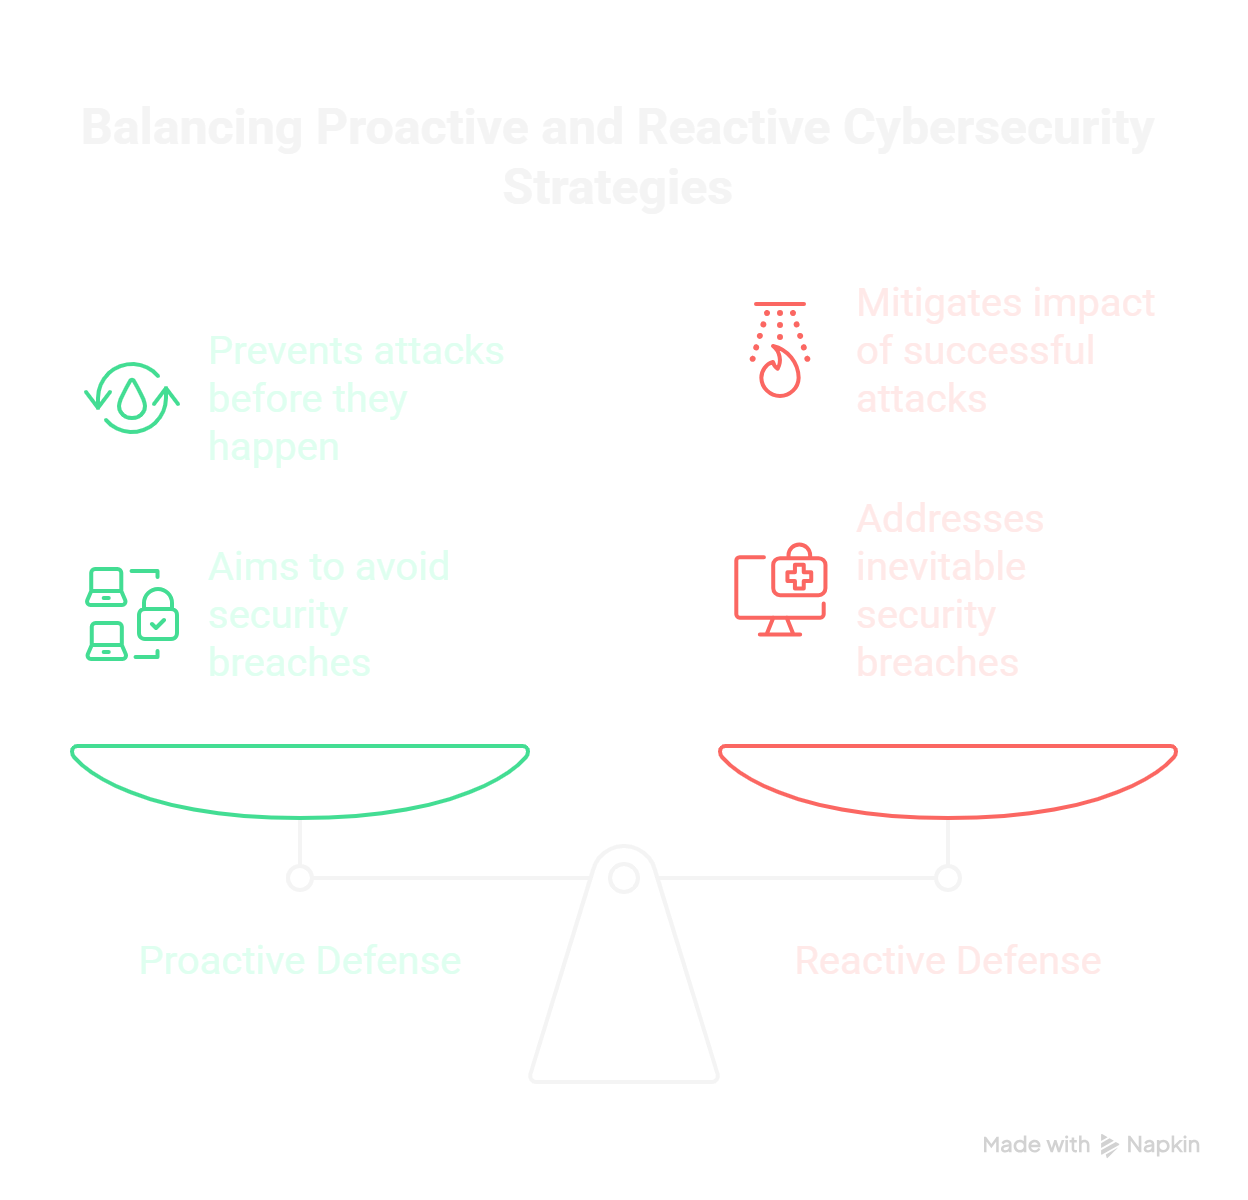 Balancing Proactive and Reactive Cybersecurity
Strategies
Prevents attacks
before they
happen
Aims to avoid
security
breaches
Mitigates impact
of successful
attacks
Addresses
inevitable
security
breaches
Proactive Defense
Reactive Defense
Made with Napkin